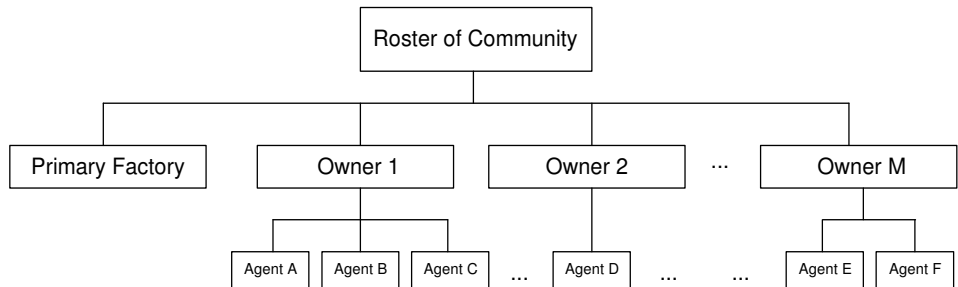 Roster of Community
Primary Factory
Owner 1
Owner 2
...
Owner M
Agent A
Agent B
Agent C
...
Agent D
...
...
Agent E
Agent F